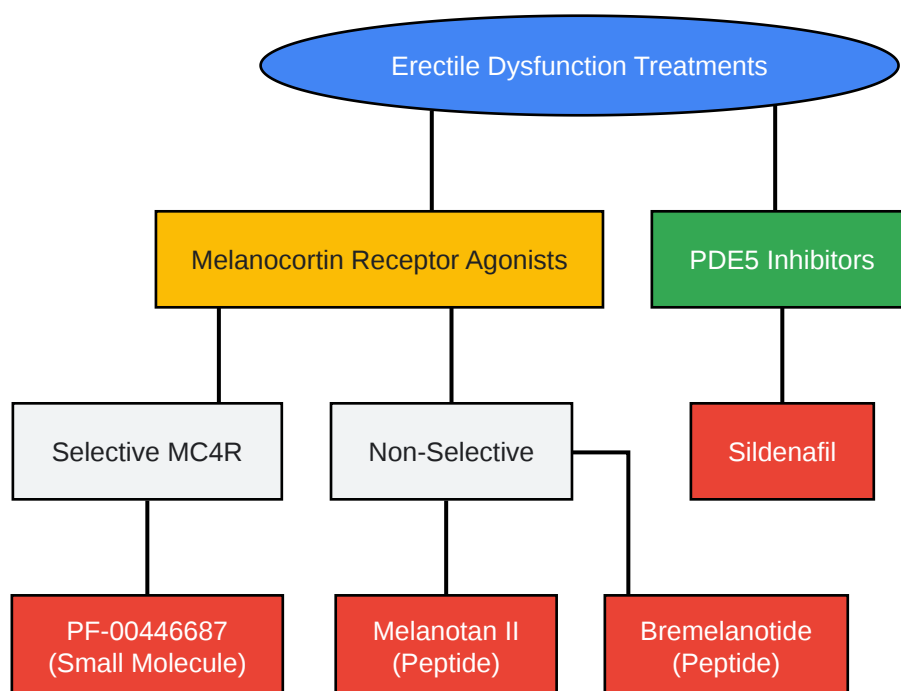 Erectile Dysfunction Treatments
Melanocortin Receptor Agonists
PDE5 Inhibitors
Selective MC4R
Non-Selective
Sildenafil
PF-00446687
(Small Molecule)
Melanotan II
(Peptide)
Bremelanotide
(Peptide)